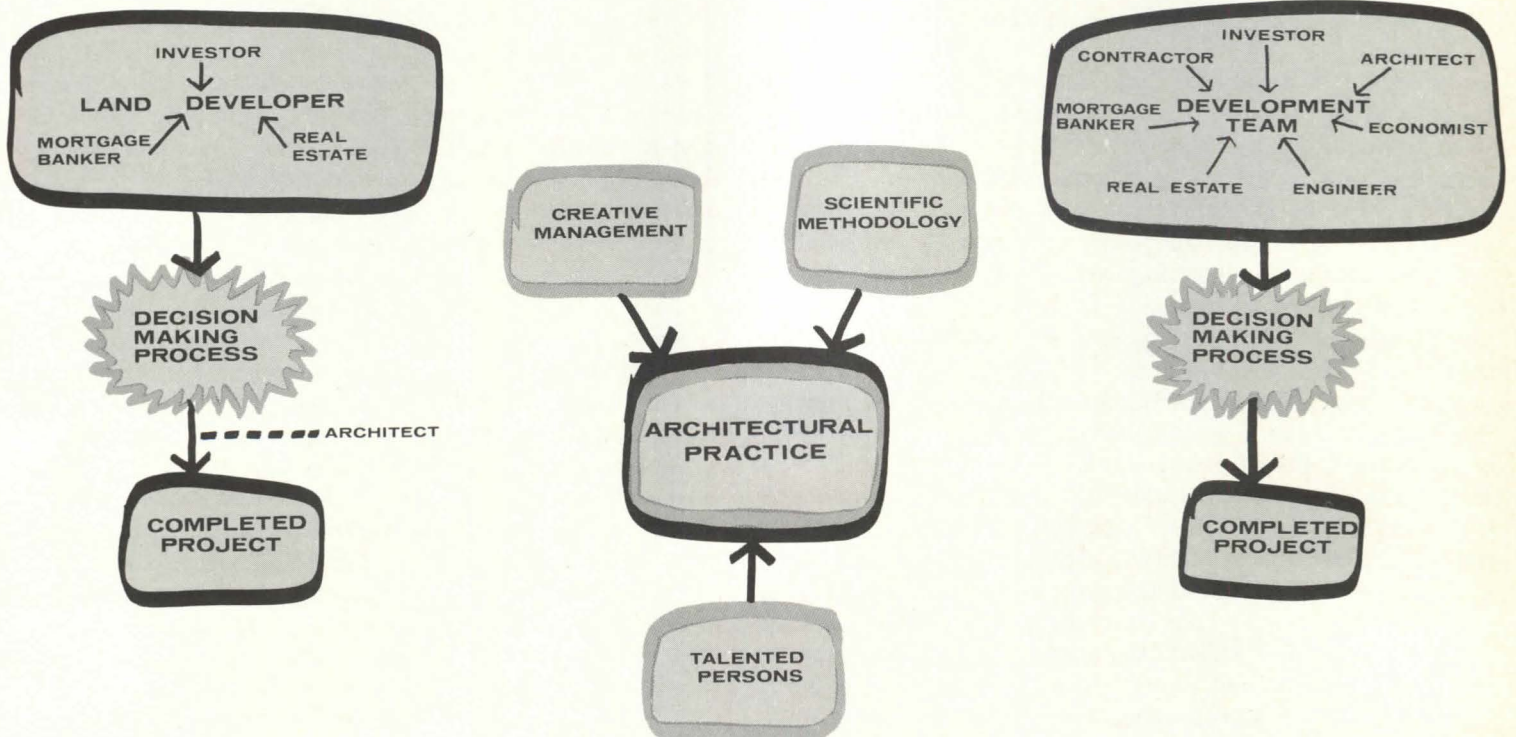 INVESTOR
LAND DEVELOPER
MORTGAGE
BANKER
REAL
ESTATE
DECISION
MAKING
PROCESS
ARCHITECT
COMPLETED
PROJECT
CREATIVE
MANAGEMENT
SCIENTIFIC
METHODOLOGY
ARCHITECTURAL
PRACTICE
TALENTED
PERSONS
INVESTOR
CONTRACTOR
ARCHITECT
MORTGAGE
BANKER
DEVELOPMENT
TEAM
ECONOMIST
REAL ESTATE
ENGINEER
DECISION
MAKING
PROCESS
COMPLETED
PROJECT